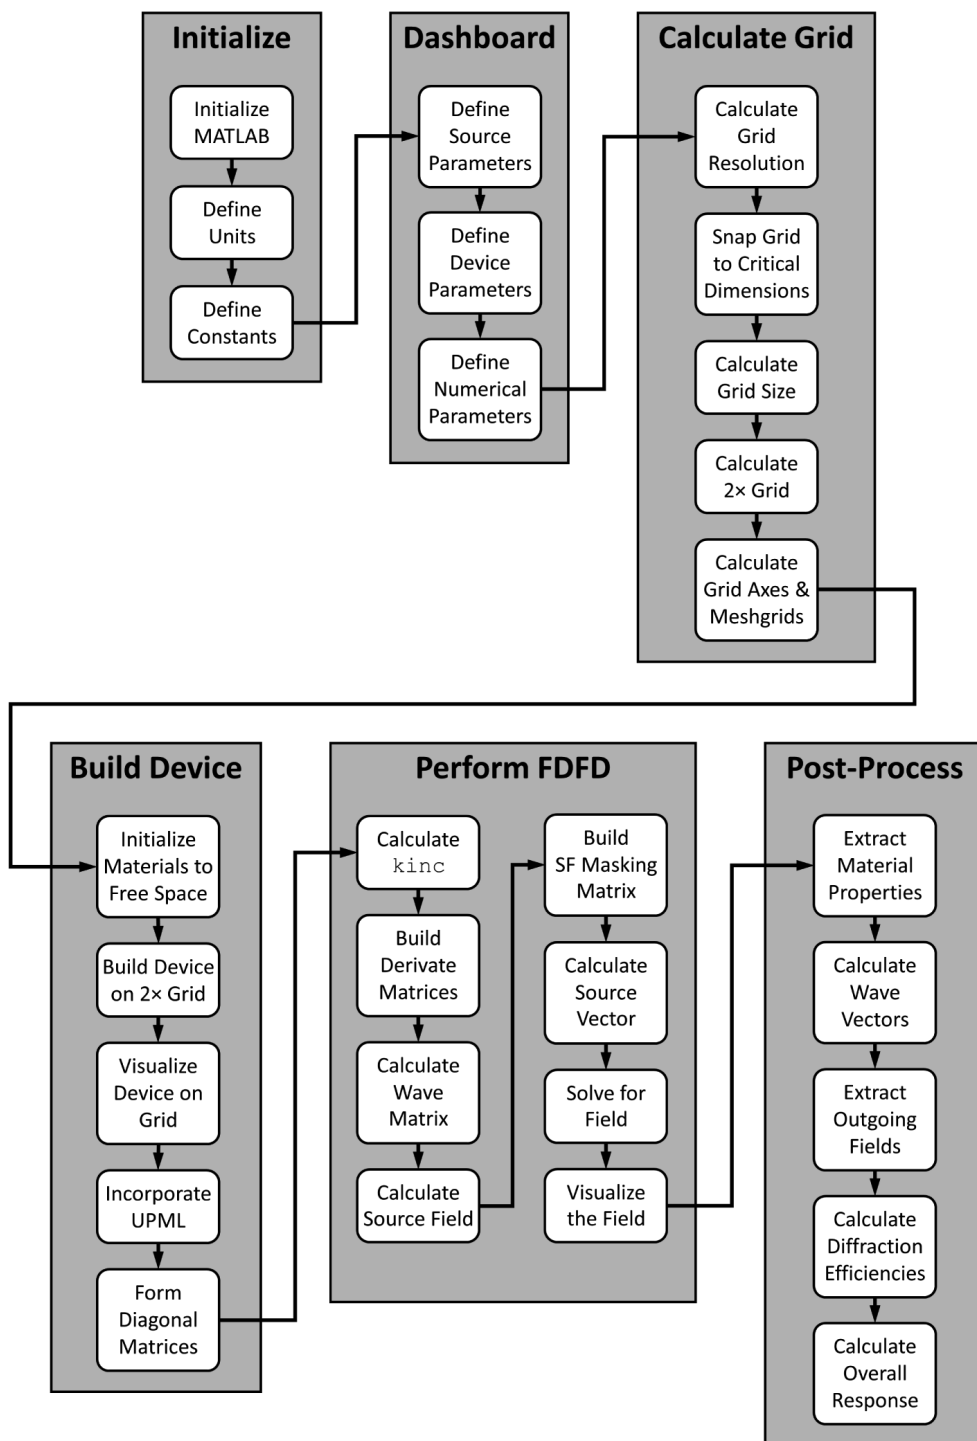 Initialize
Initialize
MATLAB
Define
Units
Define
Constants
Dashboard
Define
Source
Parameters
Define
Device
Parameters
Define
Numerical
Parameters
Calculate Grid
Calculate
Grid
Resolution
Snap Grid
to Critical
Dimensions
Calculate
Grid Size
Calculate
2× Grid
Calculate
Grid Axes &
Meshgrids
Build Device
Initialize
Materials to
Free Space
Build Device
on 2× Grid
Visualize
Device on
Grid
Incorporate
UPML
Form
Diagonal
Matrices
Perform FDFD
Calculate
kinc
Build
Derivate
Matrices
Calculate
Wave
Matrix
Calculate
Source Field
Build
SF Masking
Matrix
Calculate
Source
Vector
Solve for
Field
Visualize
the Field
Post-Process
Extract
Material
Properties
Calculate
Wave
Vectors
Extract
Outgoing
Fields
Calculate
Diffraction
Efficiencies
Calculate
Overall
Response